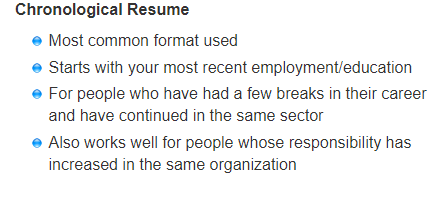 Chronological Resume
Most common format used
Starts with your most recent employment/education
For people who have had a few breaks in their career
and have continued in the same sector
Also works well for people whose responsibility has
increased in the same organization